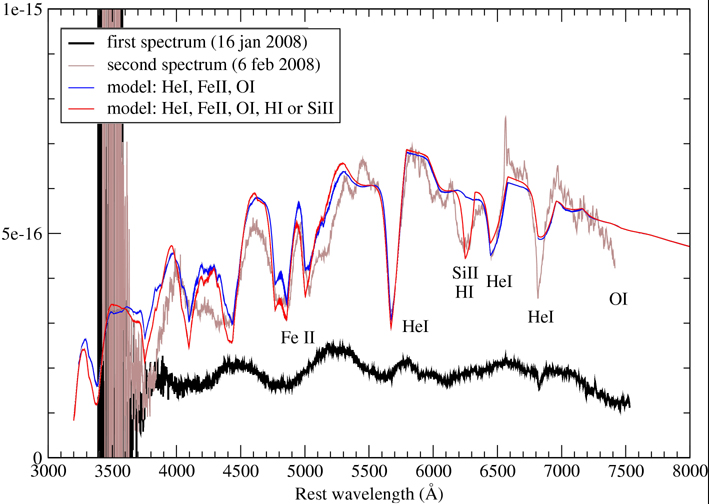 1e-15
first spectrum (16 jan 2008)
second spectrum (6 feb 2008)
model: HeI, FeII, OI
model: HeI, FeII, OI, HI or SiII
5e-16
SiII
HI
HeI
OI
HeI
Fe II
HeI
0
3000 3500 4000 4500 5000 5500 6000 6500 7000 7500 8000
Rest wavelength (Å)